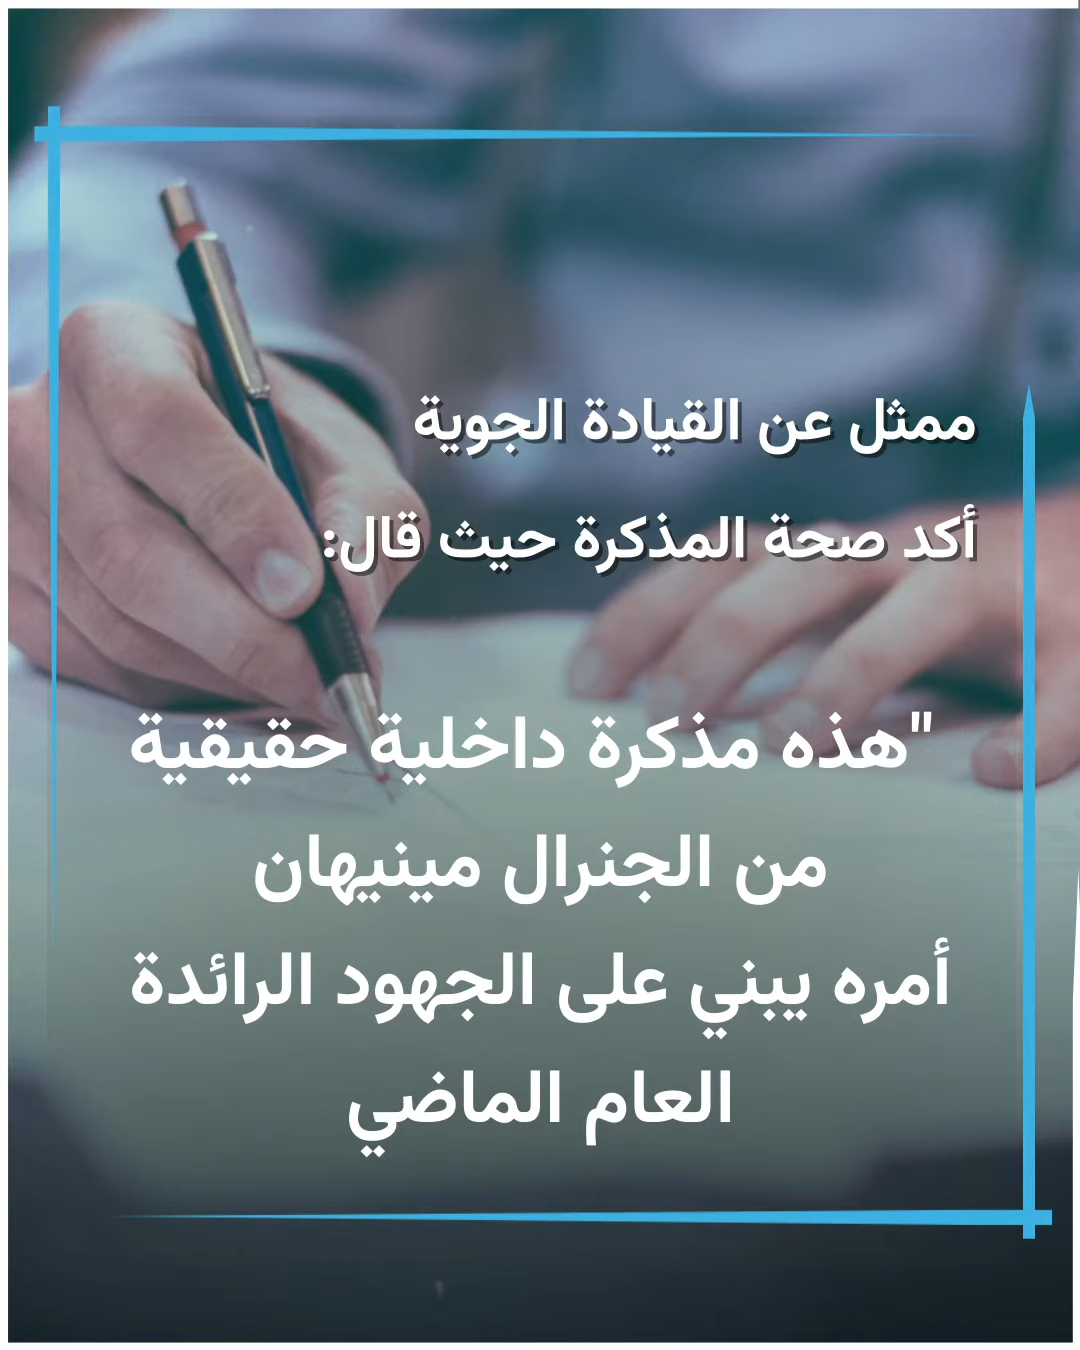 ممثل عن القيادة الجوية
أكد صحة المذكرة حيث قال:
"هذه مذكرة داخلية حقيقية
من الجنرال مينيهان
أمره يبني على الجهود الرائدة
العام الماضي